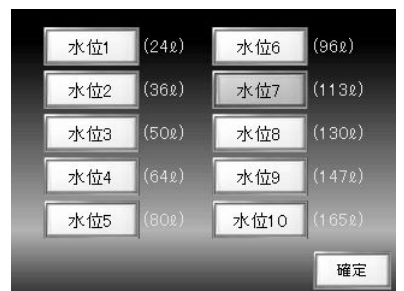 水位1 (24ℓ) 水位6 (96ℓ)
水位2 (36ℓ) 水位7 (113ℓ)
水位3 (50ℓ) 水位8 (130ℓ)
水位4 (64ℓ) 水位9 (147ℓ)
水位5 (80ℓ) 水位10 (165ℓ)
確定